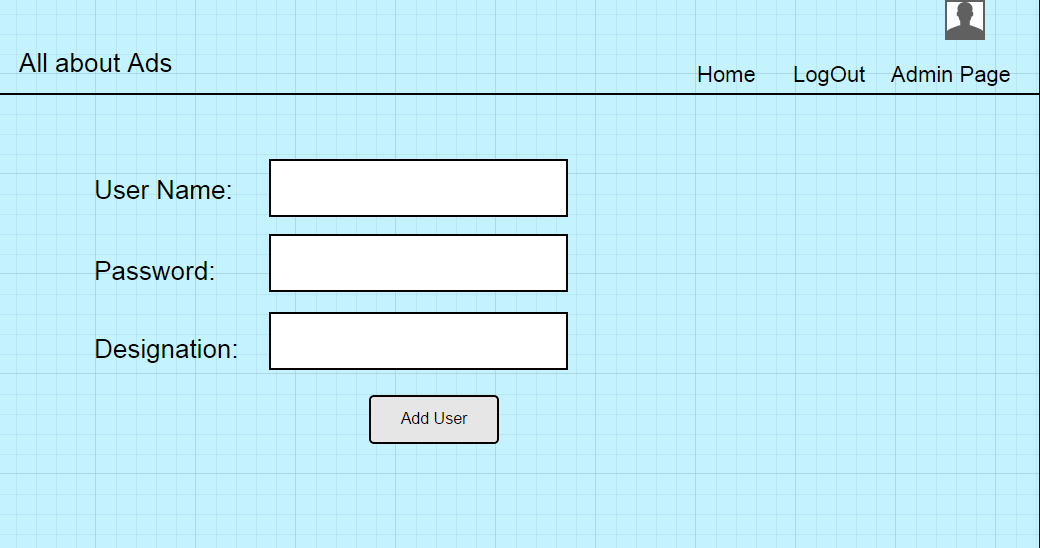 All about Ads
Home LogOut Admin Page
User Name:
Password:
Designation:
Add User